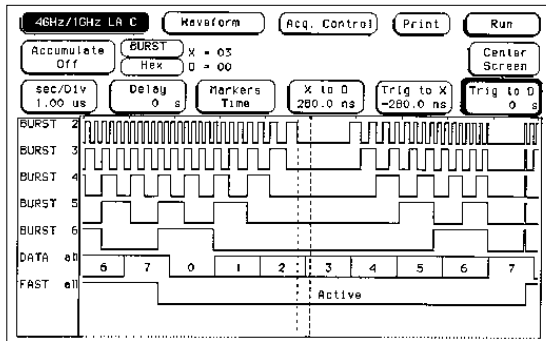 4GHz/1GHz LA C Waveform Acq. Control Print Run
Accumulate Off BURST X = 03 Center Screen
Hex O = 00
sec/Div 1.00 us Delay 0 s Markers Time X to O 280.0 ns Trig to X -280.0 ns Trig to O 0 s
BURST 2
BURST 3
BURST 4
BURST 5
BURST 6
DATA all 6 7 0 1 2 3 4 5 6 7
FAST all Active